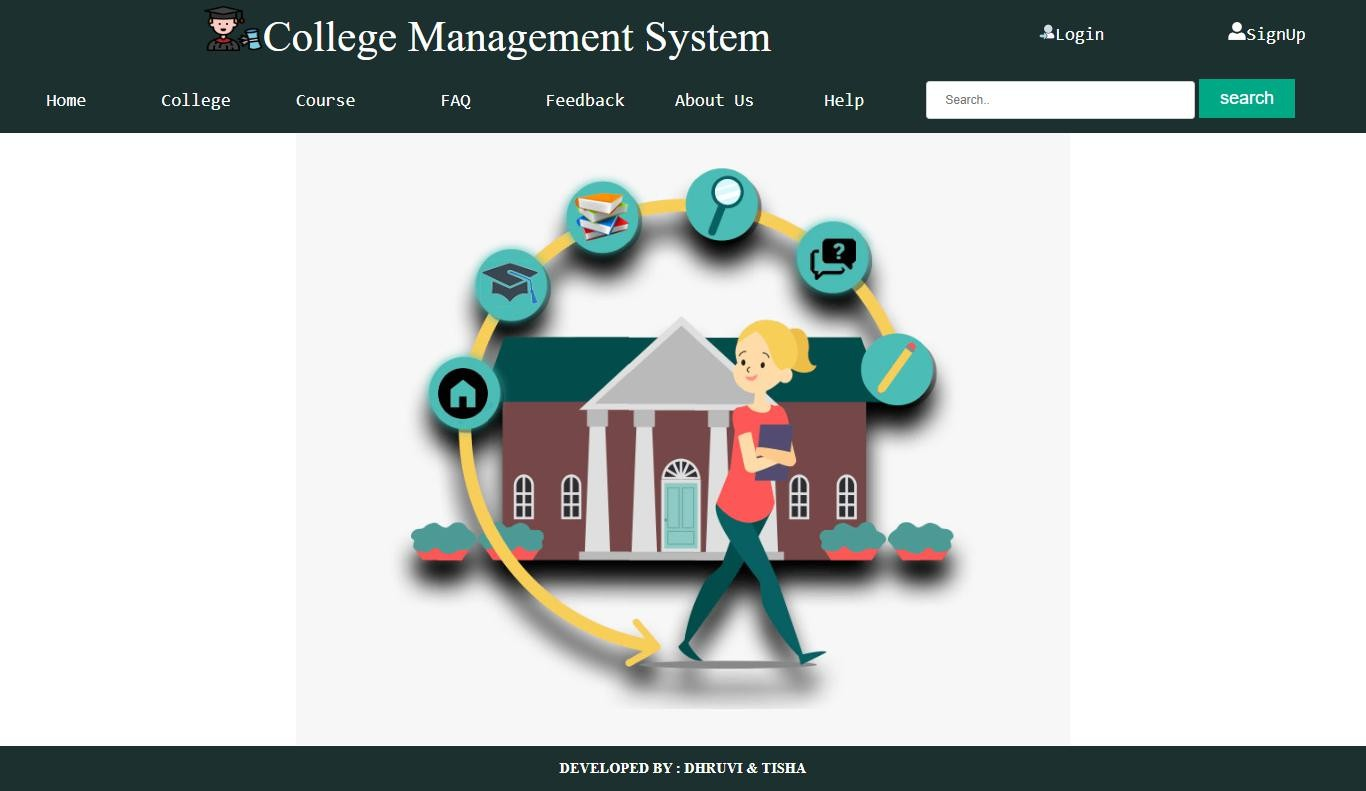 College Management System
Login
SignUp
Home
College
Course
FAQ
Feedback
About Us
Help
Search..
search
?
DEVELOPED BY : DHRUVI & TISHA